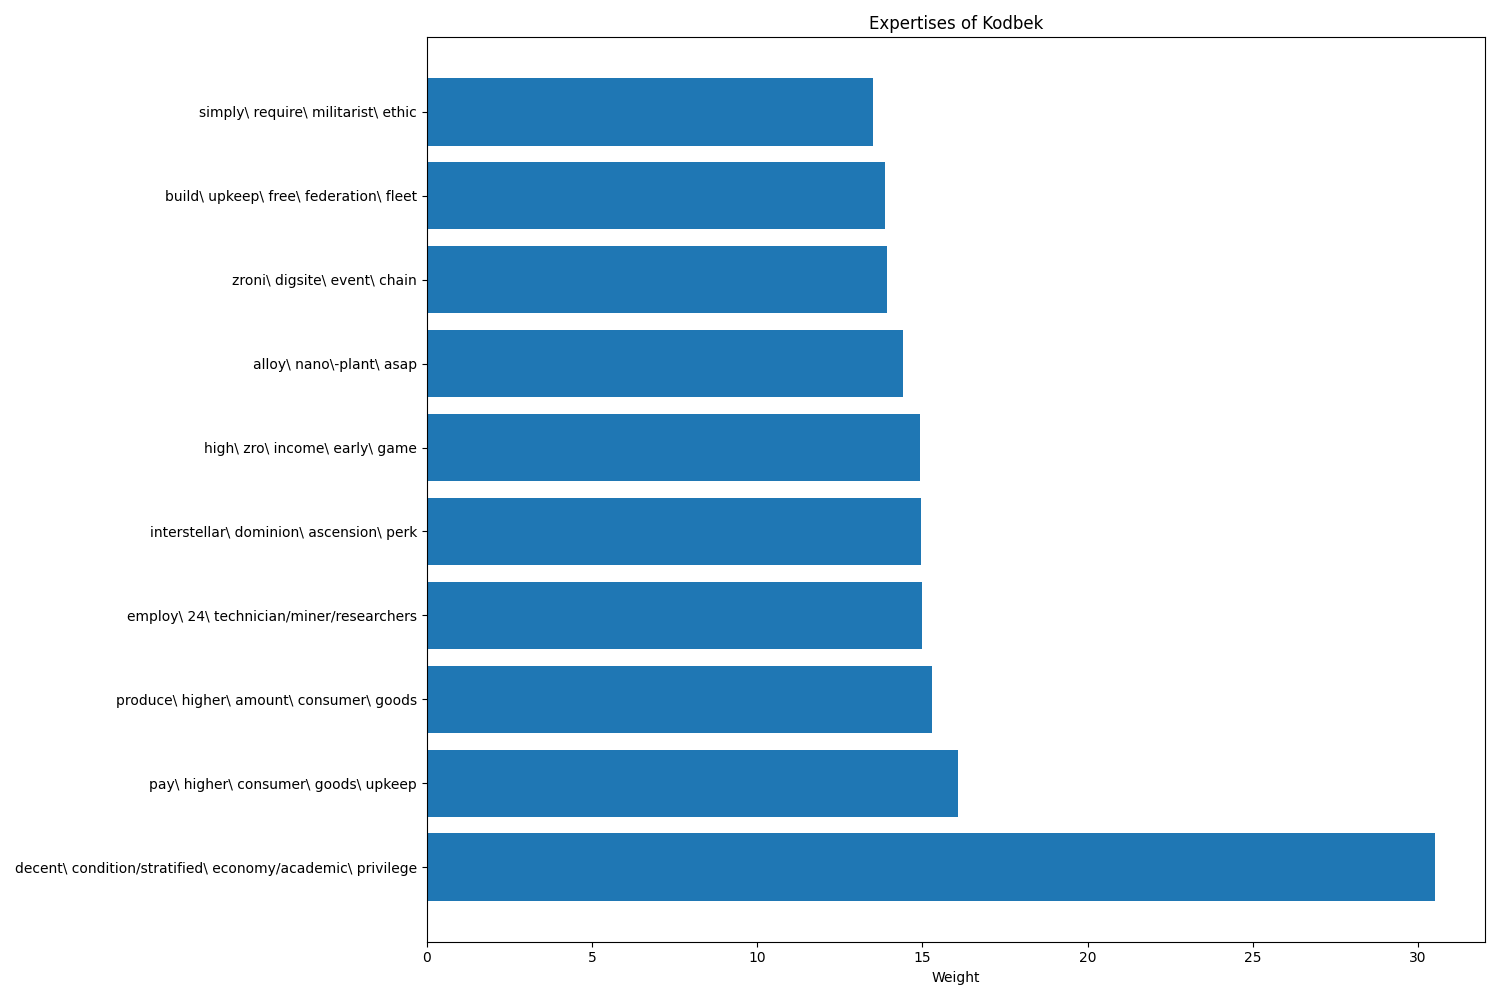 Expertises of Kodbek
simply\ require\ militarist\ ethic
build\ upkeep\ free\ federation\ fleet
zroni\ digsite\ event\ chain
alloy\ nano\-plant\ asap
high\ zro\ income\ early\ game
interstellar\ dominion\ ascension\ perk
employ\ 24\ technician/miner/researchers
produce\ higher\ amount\ consumer\ goods
pay\ higher\ consumer\ goods\ upkeep
decent\ condition/stratified\ economy/academic\ privilege
0 5 10 15 20 25 30
Weight